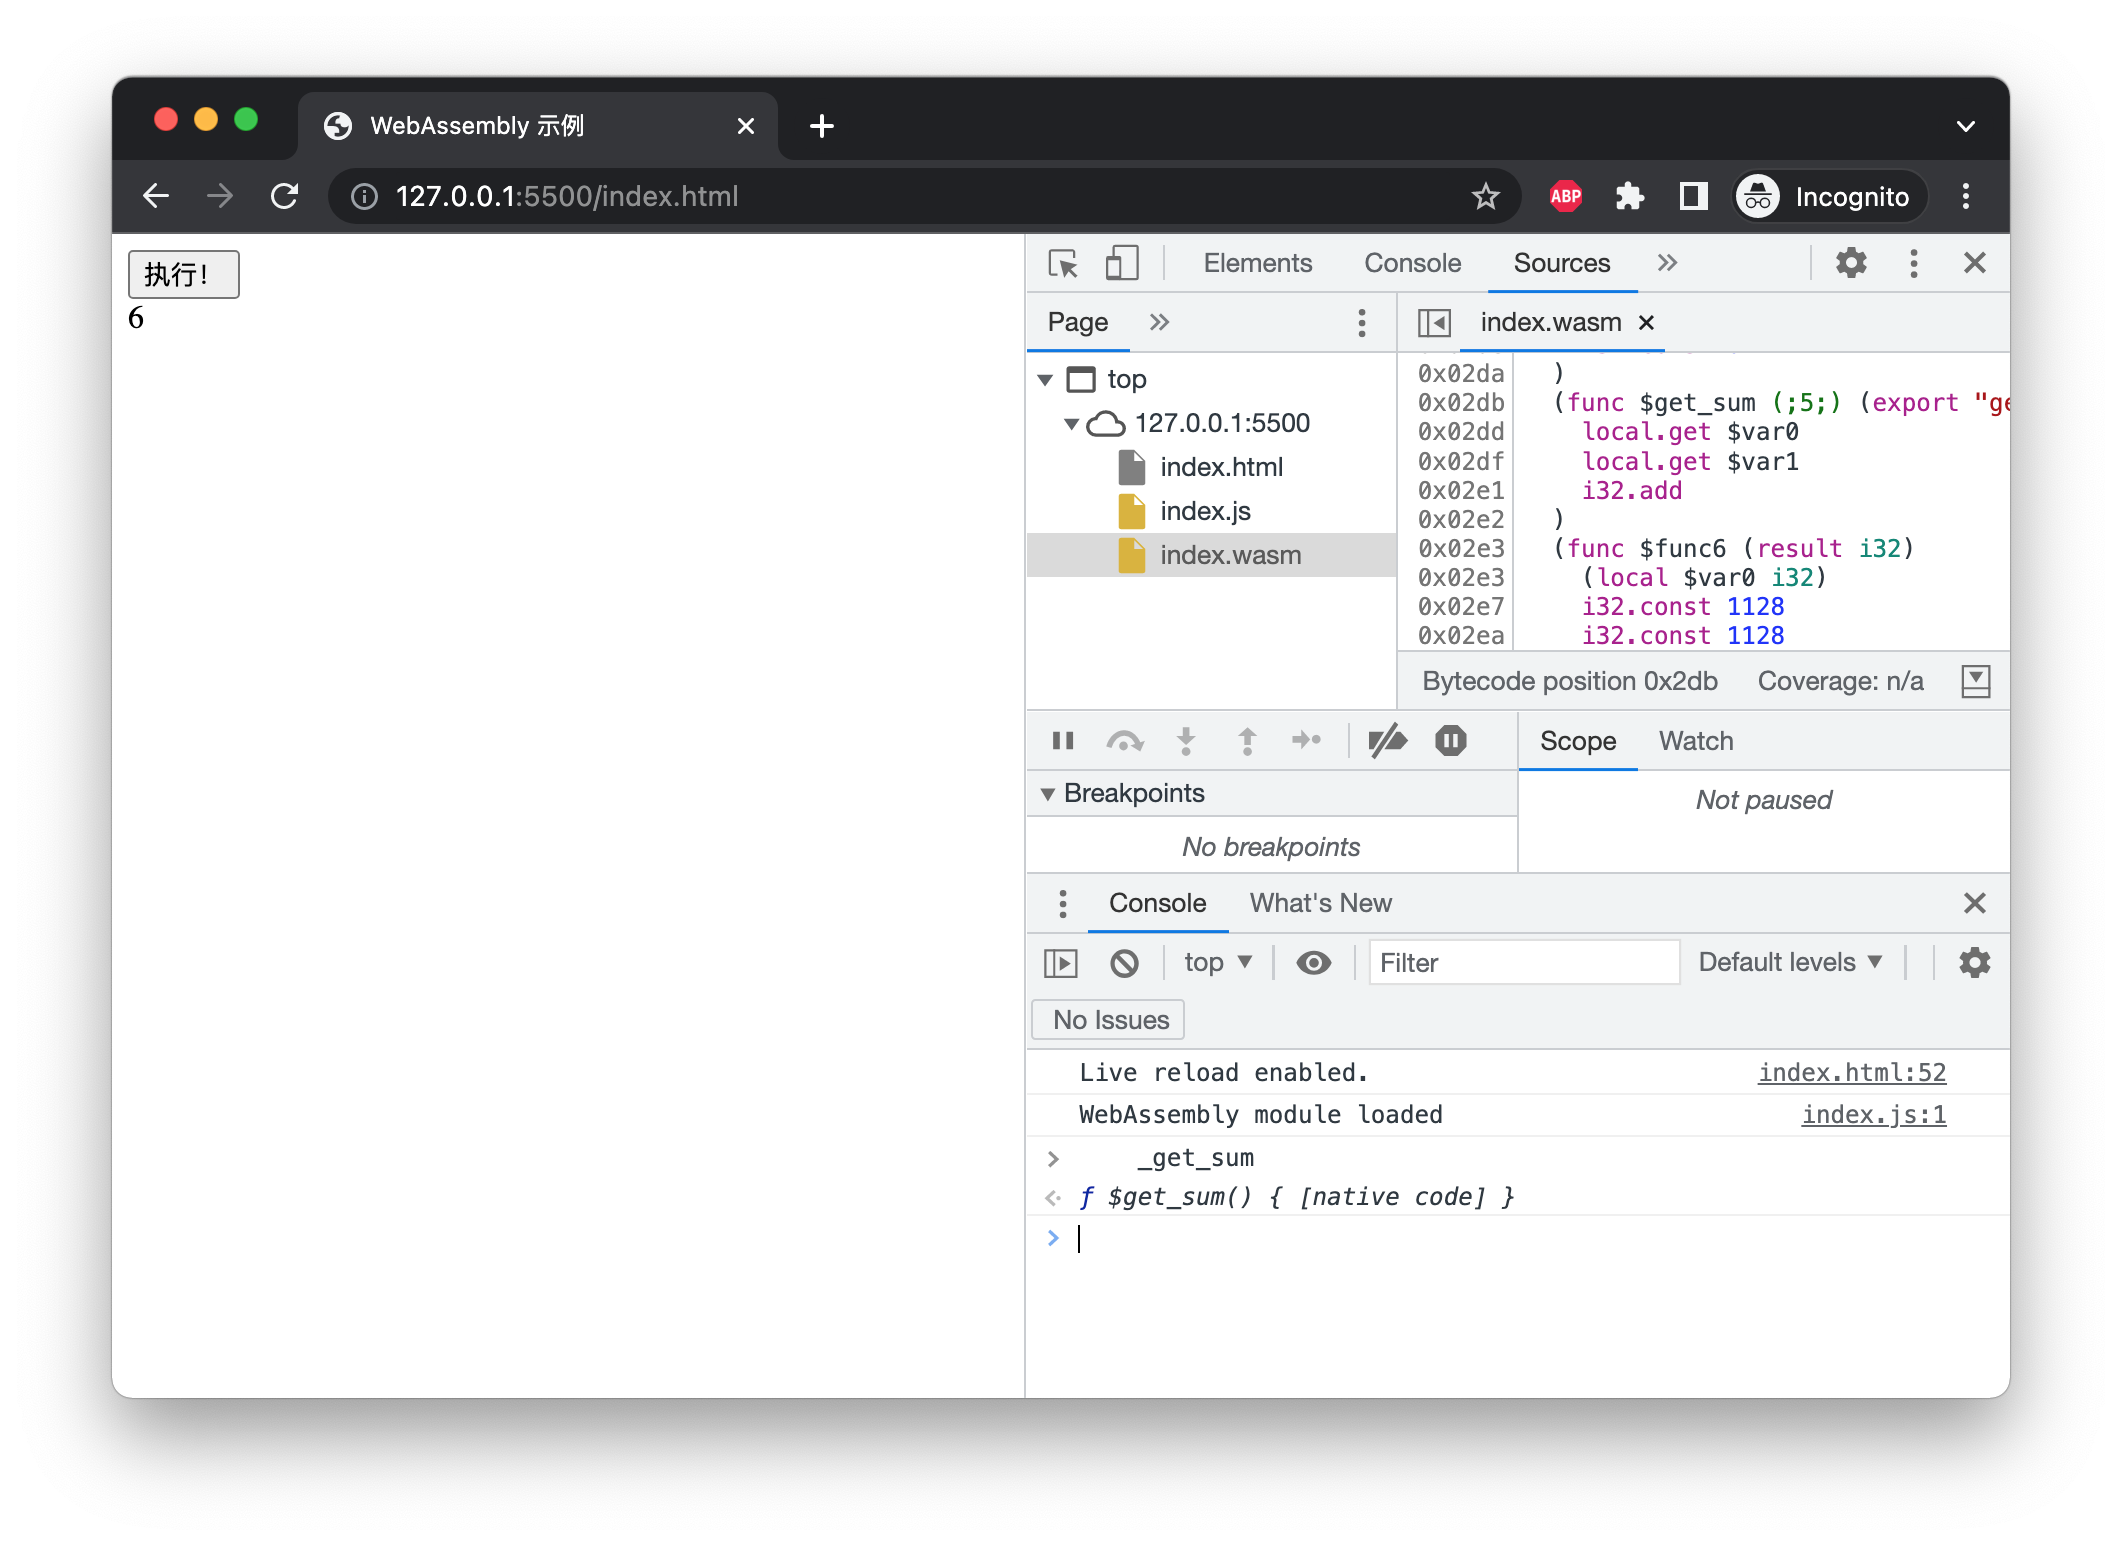 WebAssembly 示例
127.0.0.1:5500/index.html
ABP
Incognito
执行！
6
Elements Console Sources
Page
index.wasm
top
127.0.0.1:5500
index.html
index.js
index.wasm
0x02da )
0x02db (func $get_sum (;5;) (export "ge
0x02dd local.get $var0
0x02df local.get $var1
0x02e1 i32.add
0x02e2 )
0x02e3 (func $func6 (result i32)
0x02e3 (local $var0 i32)
0x02e7 i32.const 1128
0x02ea i32.const 1128
Bytecode position 0x2db Coverage: n/a
Scope Watch
Breakpoints
No breakpoints
Not paused
Console What's New
top Filter Default levels
No Issues
Live reload enabled. index.html:52
WebAssembly module loaded index.js:1
> _get_sum
ƒ $get_sum() { [native code] }
>